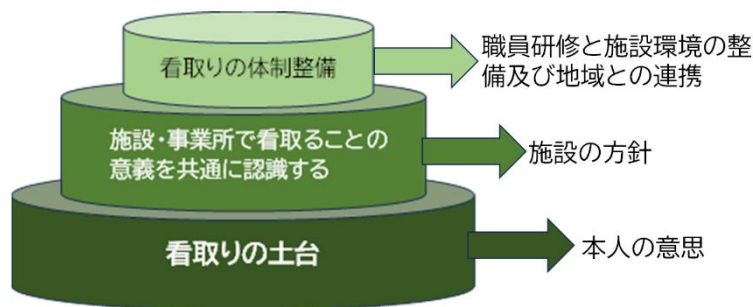 看取りの体制整備
職員研修と施設環境の整
備及び地域との連携
施設・事業所で看取ることの
意義を共通に認識する
施設の方針
看取りの土台
本人の意思